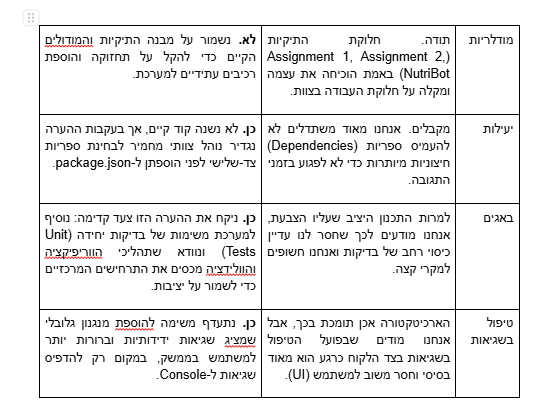 מודלריות
תודה. חלוקת התיקיות
(Assignment 1, Assignment 2,
NutriBot) באמת הוכיחה את עצמה
ומקלה על חלוקת העבודה בצוות.
לא. נשמור על מבנה התיקיות והמודולים
הקיים כדי להקל על תחזוקה והוספת
רכיבים עתידיים למערכת.
יעילות
מקבלים. אנחנו מאוד משתדלים לא
להעמיס ספריות (Dependencies)
חיצוניות מיותרות כדי לא לפגוע בזמני
התגובה.
כן. לא נשנה קוד קיים, אך בעקבות ההערה
נגדיר נוהל צוותי מחמיר לבחינת ספריות
צד-שלישי לפני הוספתן ל-package.json.
באגים
למרות התכנון היציב שעליו הצבעת,
אנחנו מודעים לכך שחסר לנו עדיין
כיסוי רחב של בדיקות ואנחנו חשופים
למקרי קצה.
כן. ניקח את ההערה הזו צעד קדימה: נוסיף
למערכת משימות של בדיקות יחידה (Unit
Tests) ונוודא שתהליכי הווריפיקציה
והוולידציה מכסים את התרחישים המרכזיים
כדי לשמור על יציבות.
טיפול
בשגיאות
הארכיטקטורה אכן תומכת בכך, אבל
אנחנו מודים שבפועל הטיפול
בשגיאות בצד הלקוח כרגע הוא מאוד
בסיסי וחסר משוב למשתמש (UI).
כן. נתעדף משימה להוספת מנגנון גלובלי
שמציג שגיאות ידידותיות וברורות יותר
למשתמש בממשק, במקום רק להדפיס
שגיאות ל-Console.